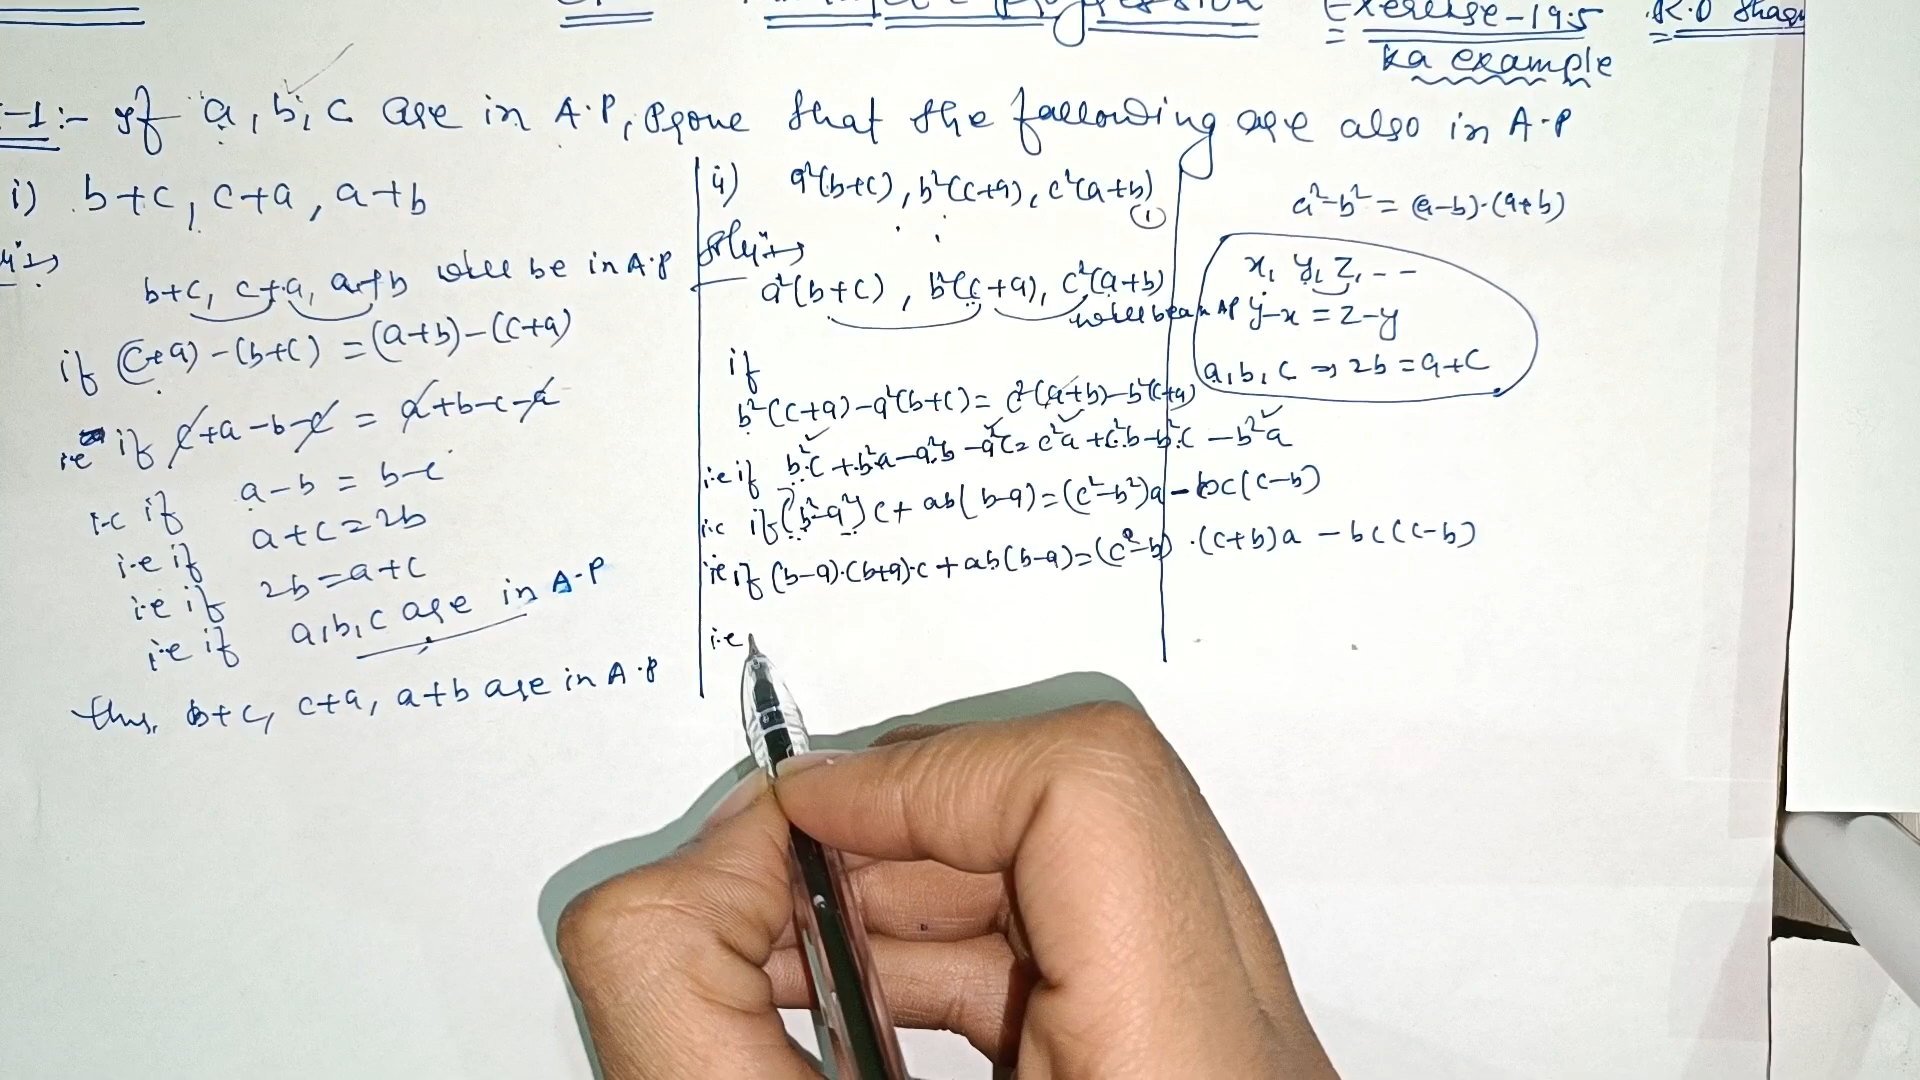 Exercise-19.5
ka example
If a, b, c are in A.P, Prove that the following are also in A.P
i) b+c, c+a, a+b
b+c, c+a, a+b will be in A.P
if (c+a)-(b+c) = (a+b)-(c+a)
i.e if c+a-b-c = a+b-c-a
i.e if a-b = b-c
i.e if a+c=2b
i.e if 2b=a+c
i.e if a,b,c are in A.P
Thus, b+c, c+a, a+b are in A.P
ii) a²(b+c), b²(c+a), c²(a+b)
①
a²(b+c), b²(c+a), c²(a+b)
will be in AP
if
b²(c+a)-a²(b+c)= c²(a+b)-b²(c+a)
i.e if b²c+b²a-a²b-a²c= c²a+c²b-b²c-b²a
i.e if (b²-a²)c+ab(b-a)=(c²-b²)a-bc(c-b)
i.e if (b-a).(b+a).c+ab(b-a)=(c-b).(c+b)a-bc(c-b)
i.e
a²-b²=(a-b).(a+b)
x, y, z, --
y-x=z-y
a,b,c ⇒ 2b=a+c